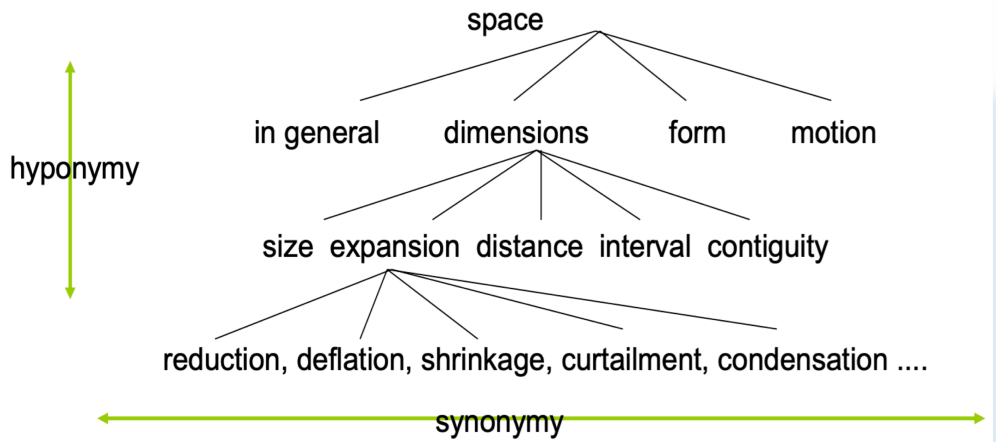 space
in general dimensions form motion
hyponymy
size expansion distance interval contiguity
reduction, deflation, shrinkage, curtailment, condensation ....
synonymy